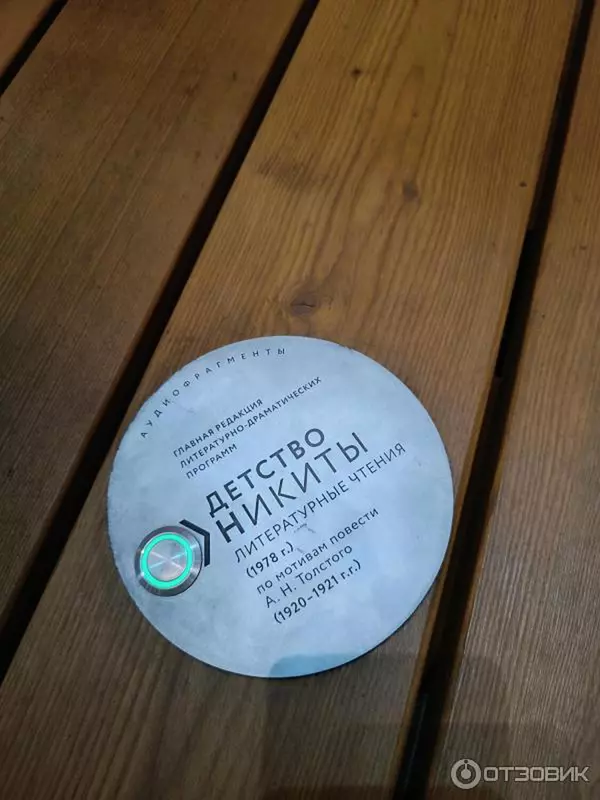 АУДИОФРАГМЕНТЫ
ГЛАВНАЯ РЕДАКЦИЯ
ЛИТЕРАТУРНО-ДРАМАТИЧЕСКИХ
ПРОГРАММ
ДЕТСТВО
НИКИТЫ
ЛИТЕРАТУРНЫЕ ЧТЕНИЯ
(1978 г.)
по мотивам повести
А. Н. Толстого
(1920–1921 г.г.)
ОТЗОВИК